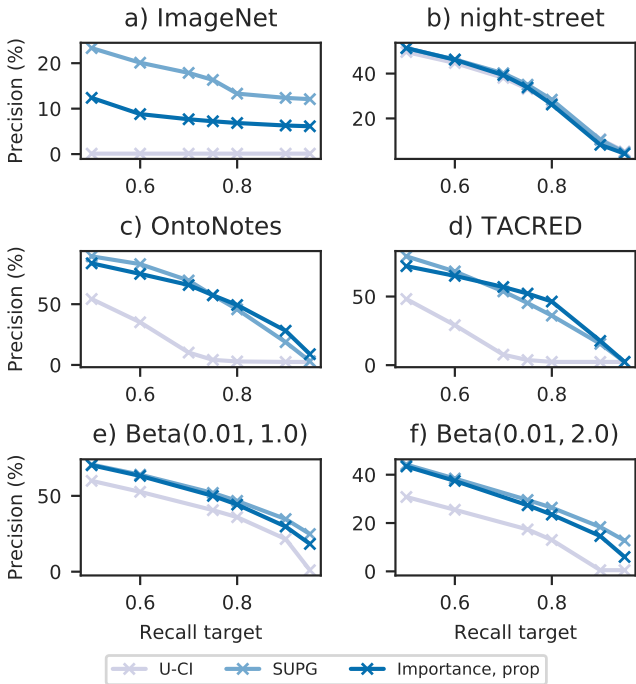 a) ImageNet
b) night-street
Precision (%)
20
10
0
0.6
0.8
40
20
0.6
0.8
c) OntoNotes
d) TACRED
Precision (%)
50
0
0.6
0.8
50
0
0.6
0.8
e) Beta(0.01, 1.0)
f) Beta(0.01, 2.0)
Precision (%)
50
0
0.6
0.8
Recall target
40
20
0
0.6
0.8
Recall target
U-CI
SUPG
Importance, prop